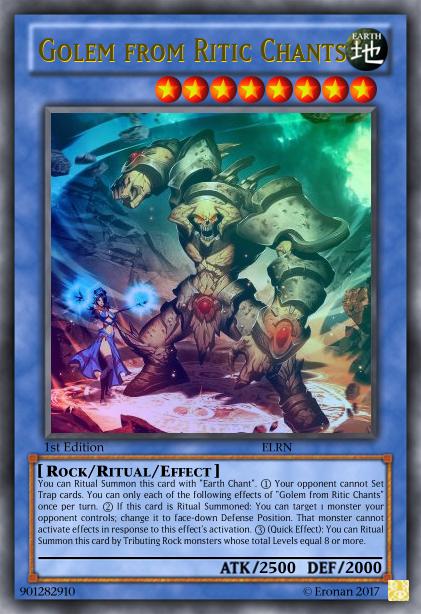 GOLEM FROM RITIC CHANTS
EARTH
地
1st Edition
ELRN
[ ROCK/RITUAL/EFFECT ]
You can Ritual Summon this card with "Earth Chant". ① Your opponent cannot Set
Trap cards. You can only each of the following effects of "Golem from Ritic Chants"
once per turn. ② If this card is Ritual Summoned: You can target 1 monster your
opponent controls; change it to face-down Defense Position. That monster cannot
activate effects in response to this effect's activation. ③ (Quick Effect): You can Ritual
Summon this card by Tributing Rock monsters whose total Levels equal 8 or more.
ATK/2500 DEF/2000
901282910
© Eronan 2017